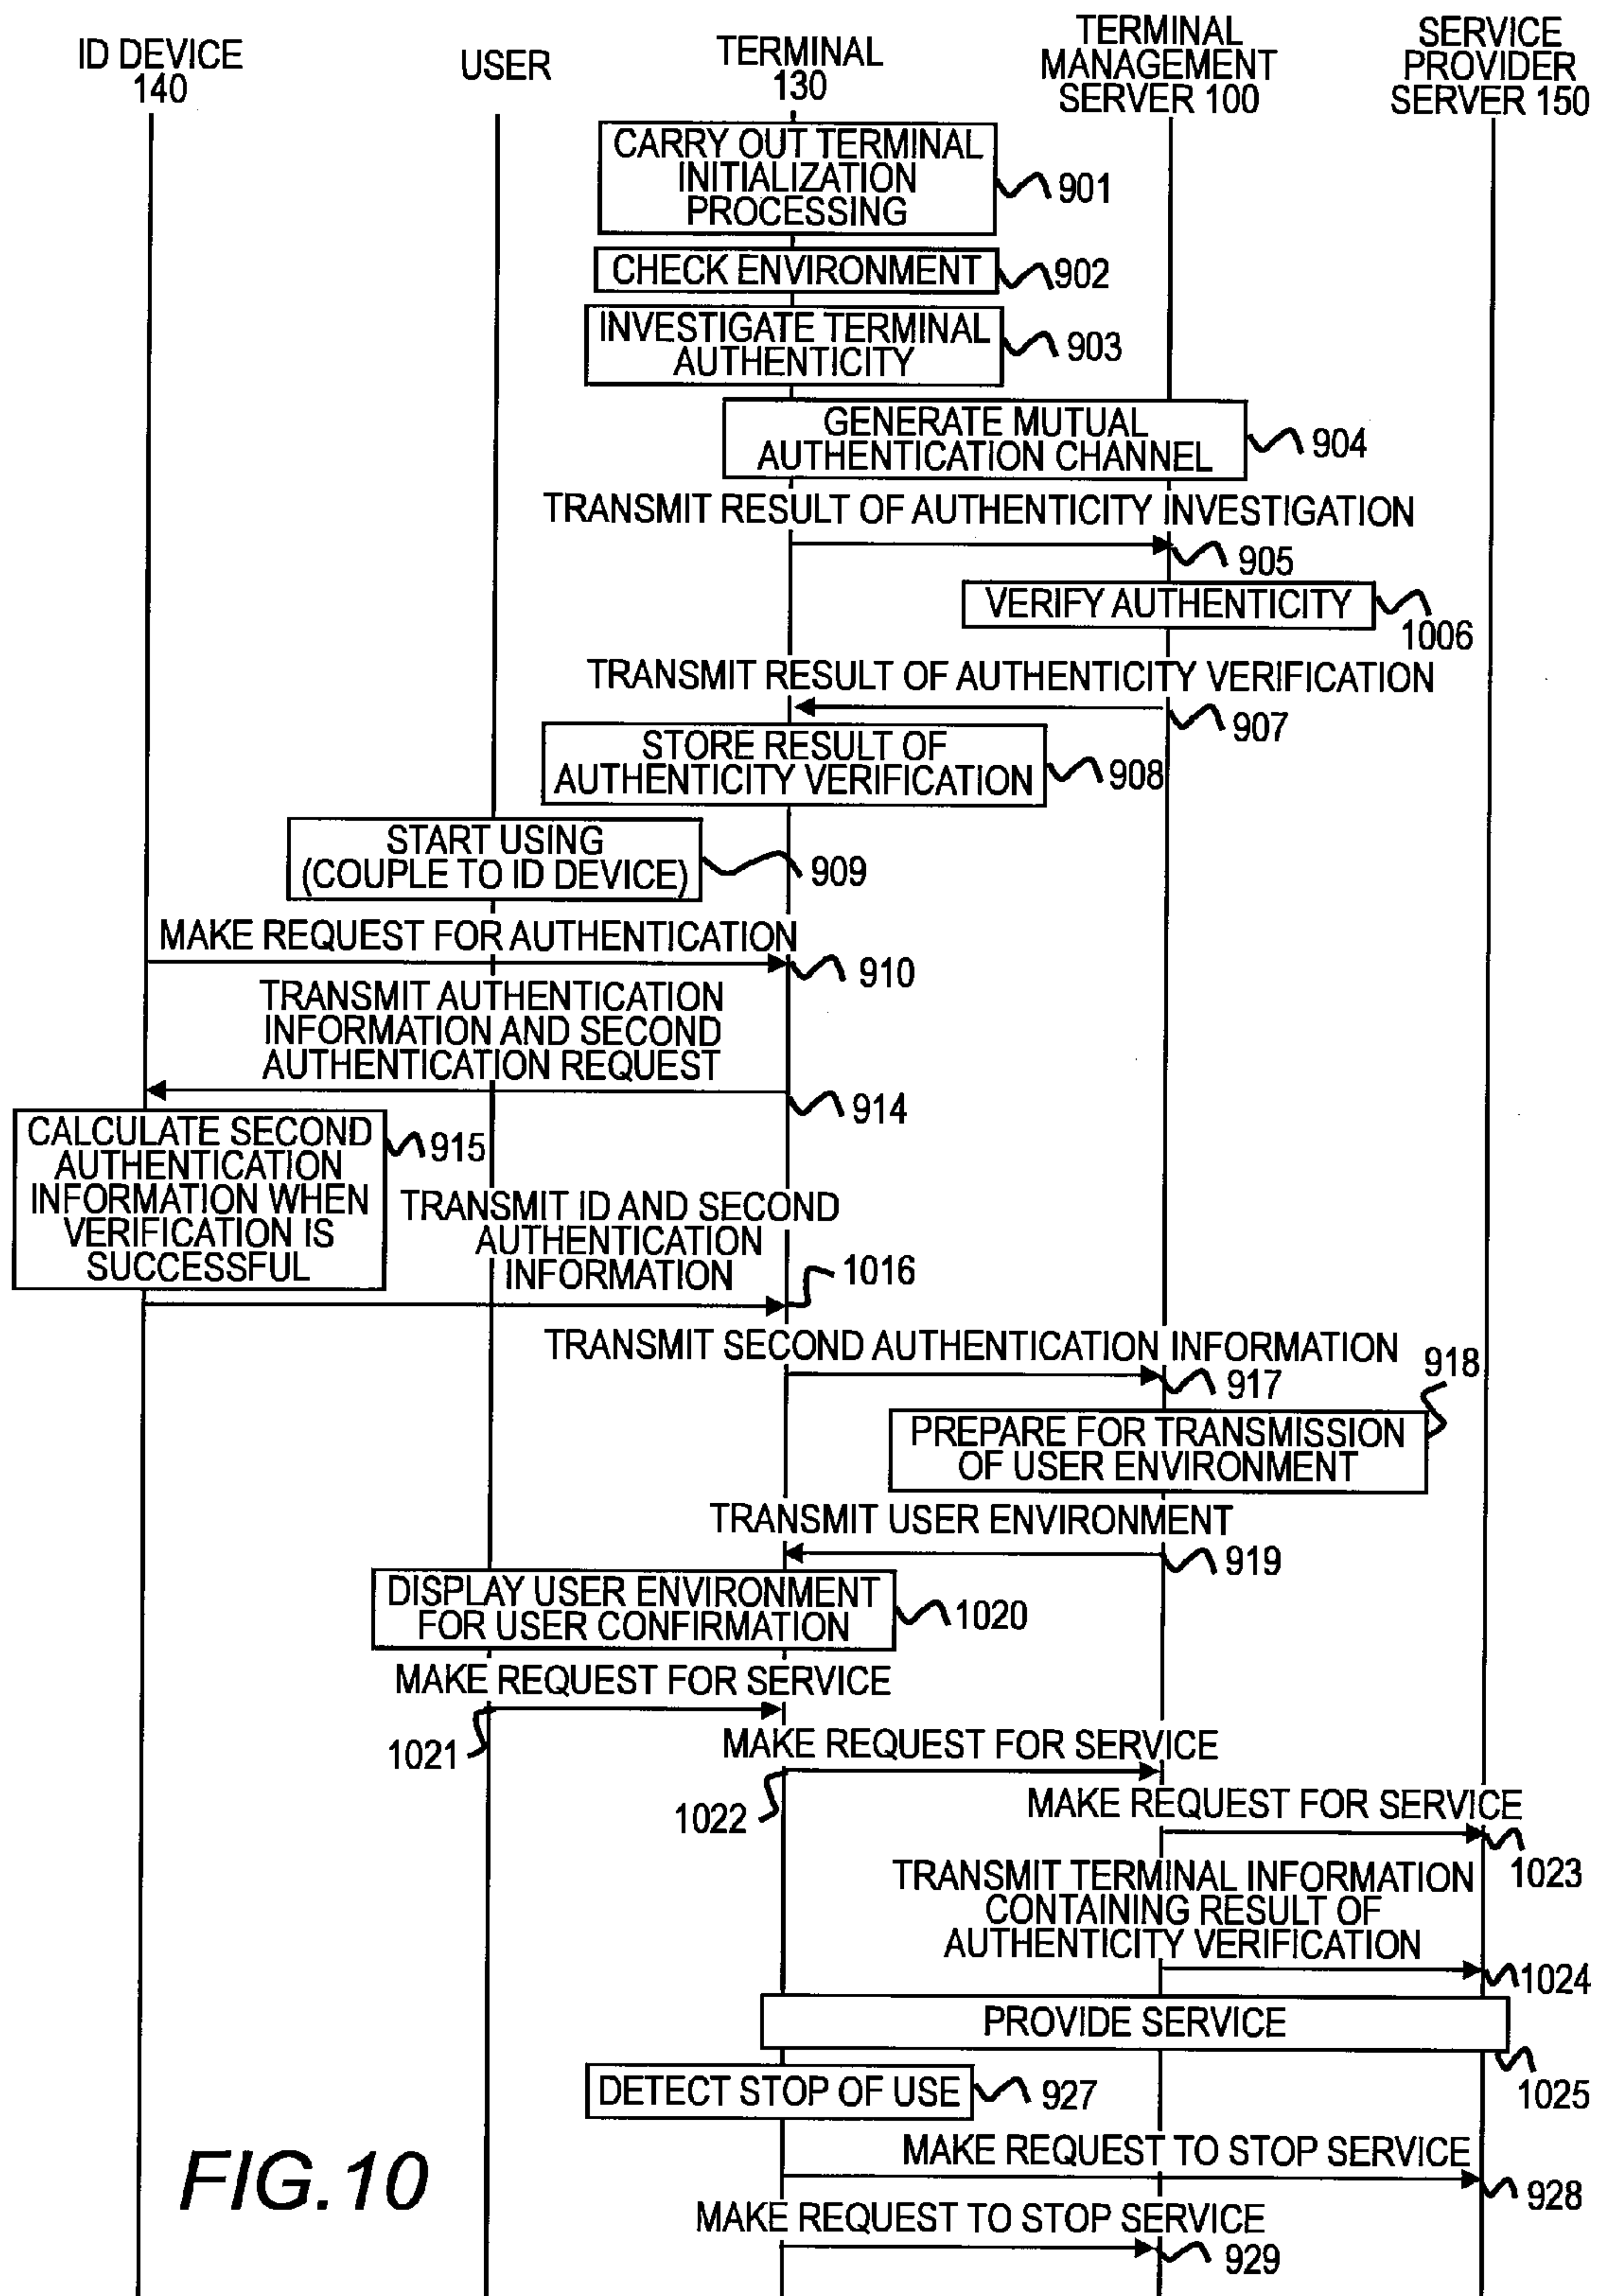 ID DEVICE
140
USER
TERMINAL
130
TERMINAL
MANAGEMENT
SERVER 100
SERVICE
PROVIDER
SERVER 150
CARRY OUT TERMINAL
INITIALIZATION
PROCESSING
901
CHECK ENVIRONMENT
902
INVESTIGATE TERMINAL
AUTHENTICITY
903
GENERATE MUTUAL
AUTHENTICATION CHANNEL
904
TRANSMIT RESULT OF AUTHENTICITY INVESTIGATION
905
VERIFY AUTHENTICITY
1006
TRANSMIT RESULT OF AUTHENTICITY VERIFICATION
907
STORE RESULT OF
AUTHENTICITY VERIFICATION
908
START USING
(COUPLE TO ID DEVICE)
909
MAKE REQUEST FOR AUTHENTICATION
910
TRANSMIT AUTHENTICATION
INFORMATION AND SECOND
AUTHENTICATION REQUEST
914
CALCULATE SECOND
AUTHENTICATION
INFORMATION WHEN
VERIFICATION IS
SUCCESSFUL
915
TRANSMIT ID AND SECOND
AUTHENTICATION
INFORMATION
1016
TRANSMIT SECOND AUTHENTICATION INFORMATION
917
918
PREPARE FOR TRANSMISSION
OF USER ENVIRONMENT
TRANSMIT USER ENVIRONMENT
919
DISPLAY USER ENVIRONMENT
FOR USER CONFIRMATION
1020
MAKE REQUEST FOR SERVICE
1021
MAKE REQUEST FOR SERVICE
1022
MAKE REQUEST FOR SERVICE
1023
TRANSMIT TERMINAL INFORMATION
CONTAINING RESULT OF
AUTHENTICITY VERIFICATION
1024
PROVIDE SERVICE
1025
DETECT STOP OF USE
927
MAKE REQUEST TO STOP SERVICE
928
MAKE REQUEST TO STOP SERVICE
929
FIG.10